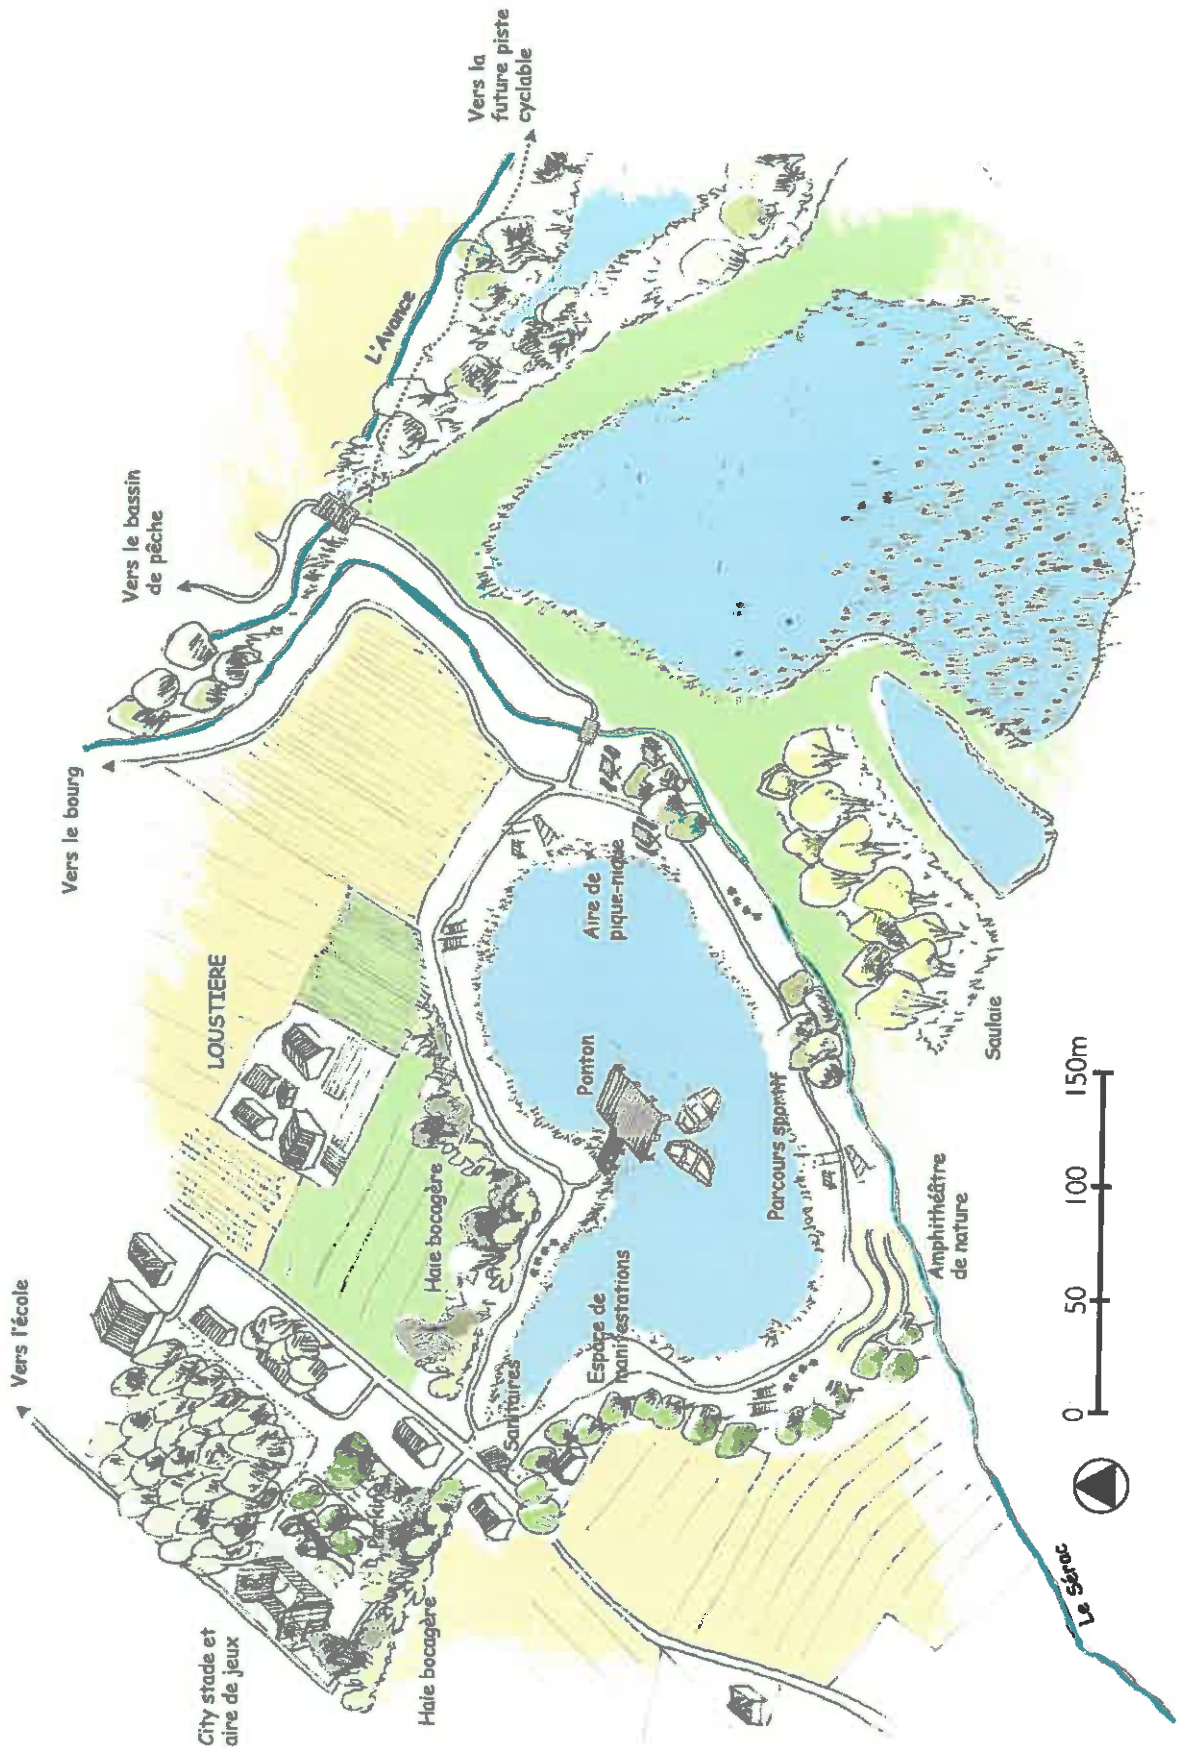 City stade et
aire de jeux
Vers l'école
Vers le bourg
Vers le bassin
de pêche
Vers la
future piste
cyclable
L'Avance
LOUSTIERE
Parking
Haie bocagère
Haie bocagère
Sanitaires
Espace de
manifestations
Ponton
Aire de
pique-nique
Parcours sportif
Amphithéâtre
de nature
Saulaie
Le Sérac
0
50
100
150m